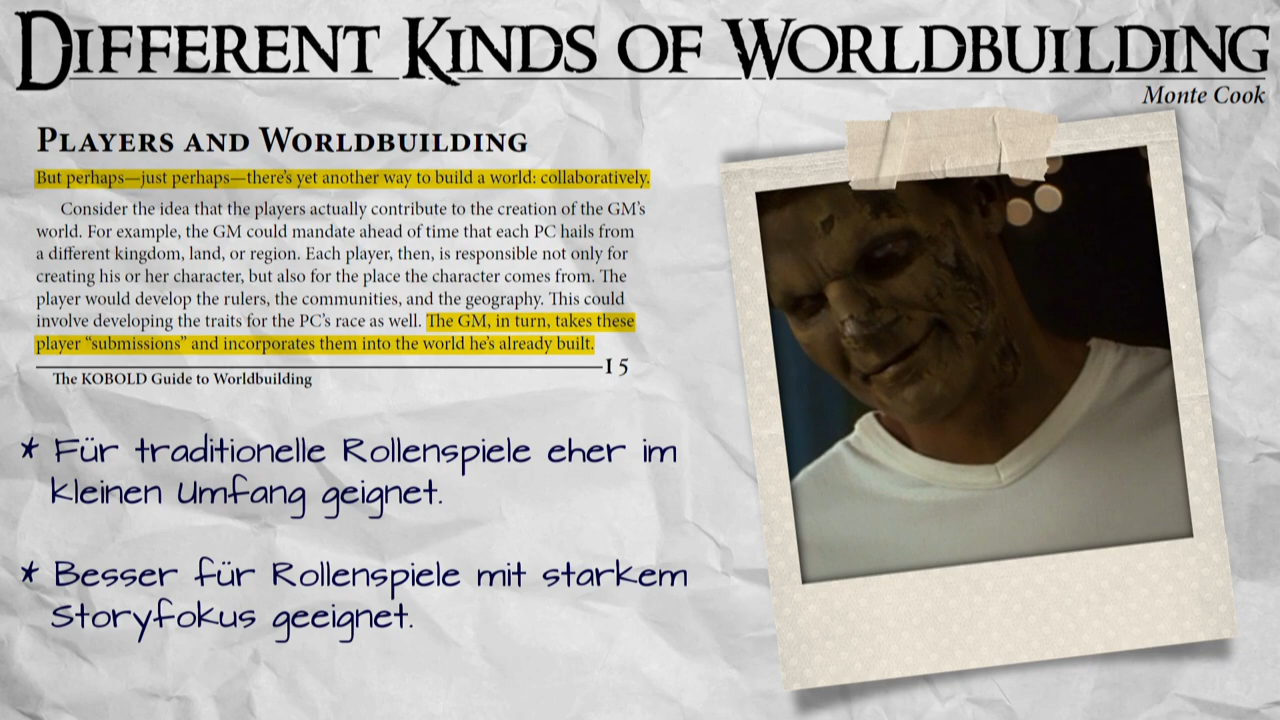 DIFFERENT KINDS OF WORLDBUILDING
Monte Cook
PLAYERS AND WORLDBUILDING
But perhaps—just perhaps—there's yet another way to build a world: collaboratively.
Consider the idea that the players actually contribute to the creation of the GM's
world. For example, the GM could mandate ahead of time that each PC hails from
a different kingdom, land, or region. Each player, then, is responsible not only for
creating his or her character, but also for the place the character comes from. The
player would develop the rulers, the communities, and the geography. This could
involve developing the traits for the PC's race as well. The GM, in turn, takes these
player “submissions” and incorporates them into the world he's already built.
15
The KOBOLD Guide to Worldbuilding
* Für traditionelle Rollenspiele eher im
kleinen Umfang geignet.
* Besser für Rollenspiele mit starkem
Storyfokus geeignet.